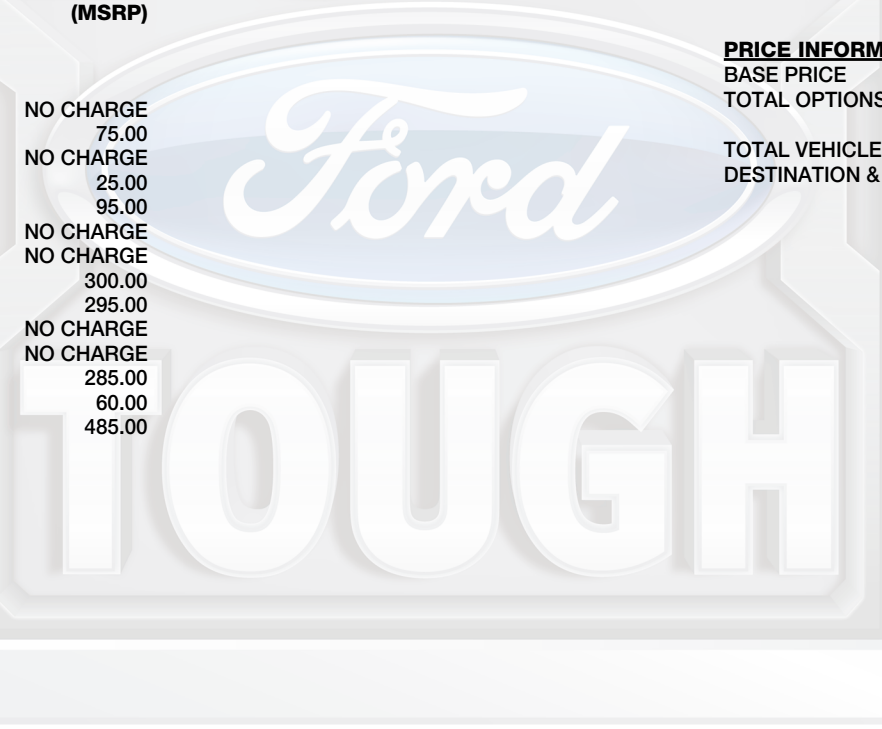 (MSRP)
NO CHARGE
75.00
NO CHARGE
25.00
95.00
NO CHARGE
NO CHARGE
300.00
295.00
NO CHARGE
NO CHARGE
285.00
60.00
485.00
PRICE INFORM
BASE PRICE
TOTAL OPTIONS
TOTAL VEHICLE
DESTINATION &
Ford
TOUGH